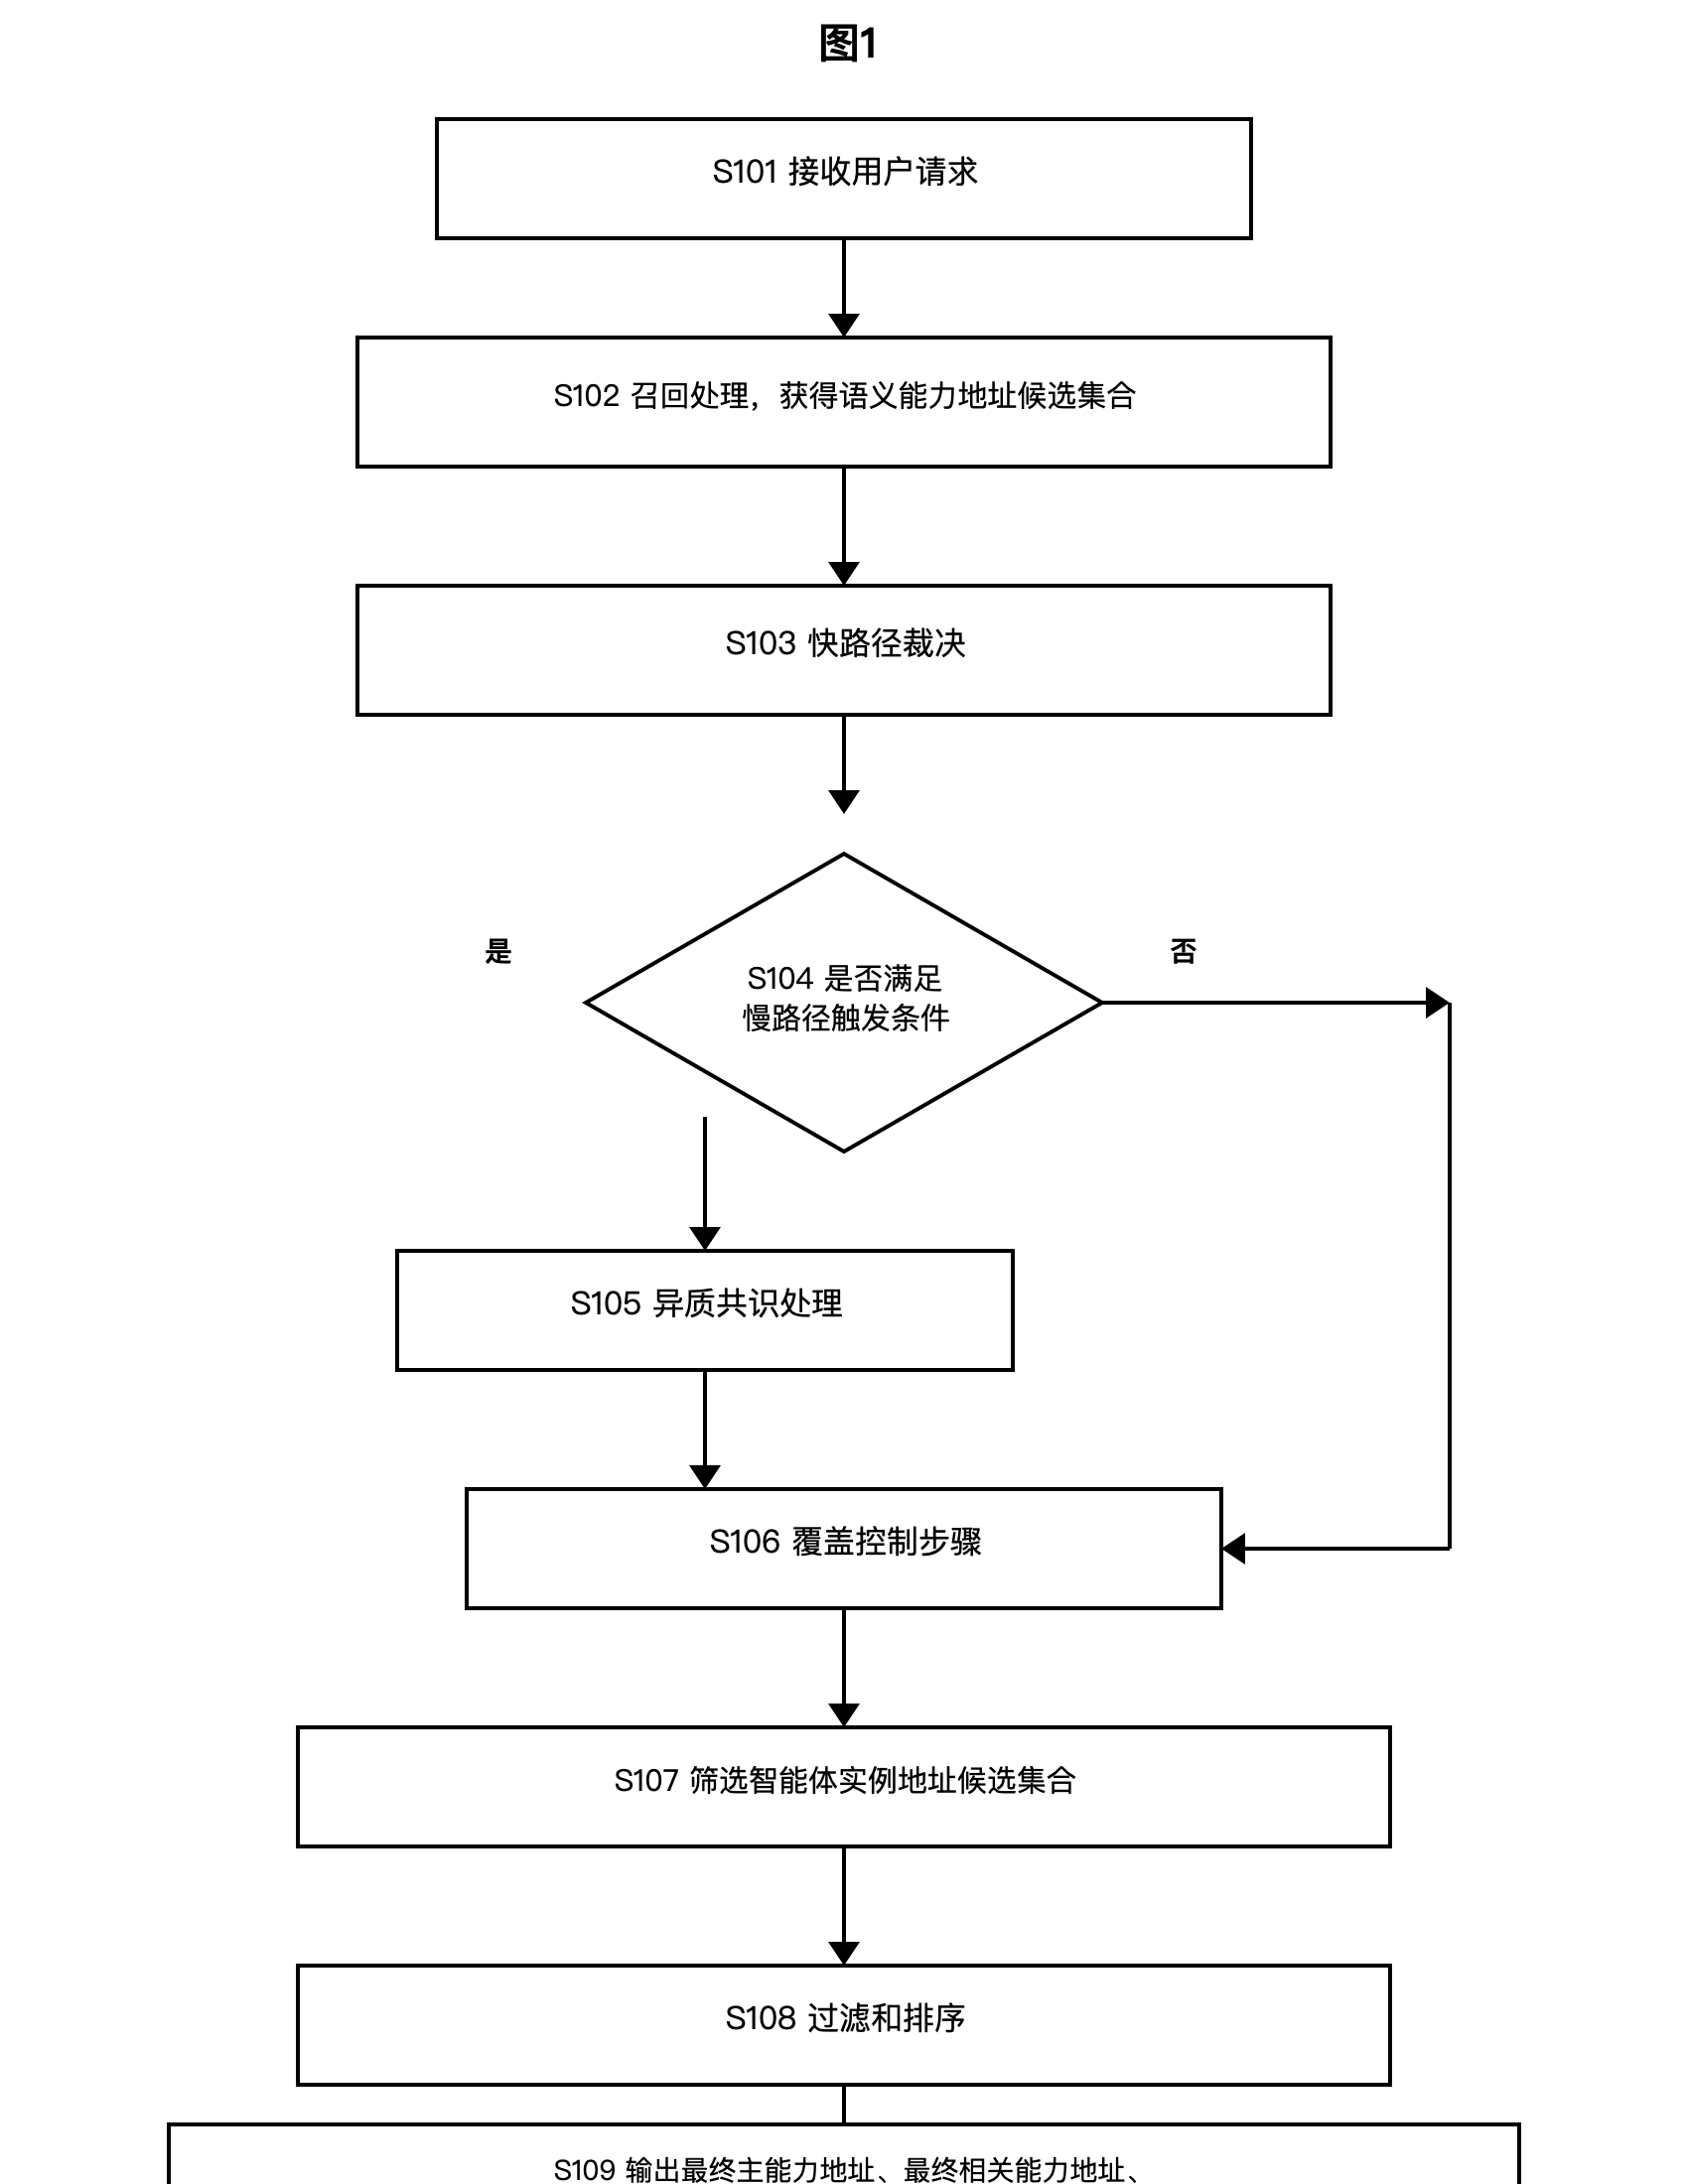 图1
S101 接收用户请求
S102 召回处理，获得语义能力地址候选集合
S103 快路径裁决
是
否
S104 是否满足
慢路径触发条件
S105 异质共识处理
S106 覆盖控制步骤
S107 筛选智能体实例地址候选集合
S108 过滤和排序
S109 输出最终主能力地址、最终相关能力地址、